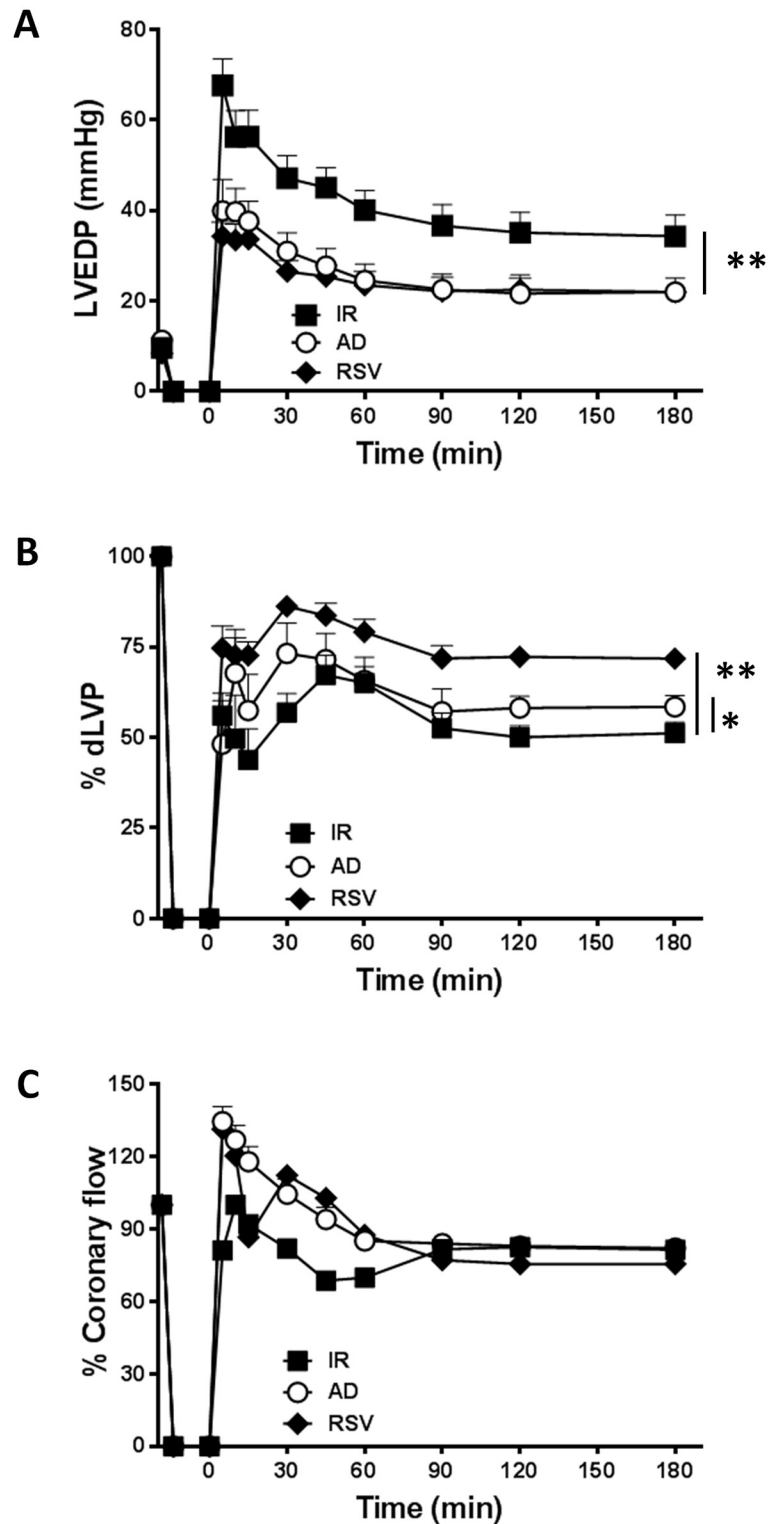 A
LVEDP (mmHg)
80
60
40
20
0
**
IR
AD
RSV
0 30 60 90 120 150 180
Time (min)
B
% dLVP
100
75
50
25
0
**
*
IR
AD
RSV
0 30 60 90 120 150 180
Time (min)
C
% Coronary flow
150
120
90
60
30
0
IR
AD
RSV
0 30 60 90 120 150 180
Time (min)